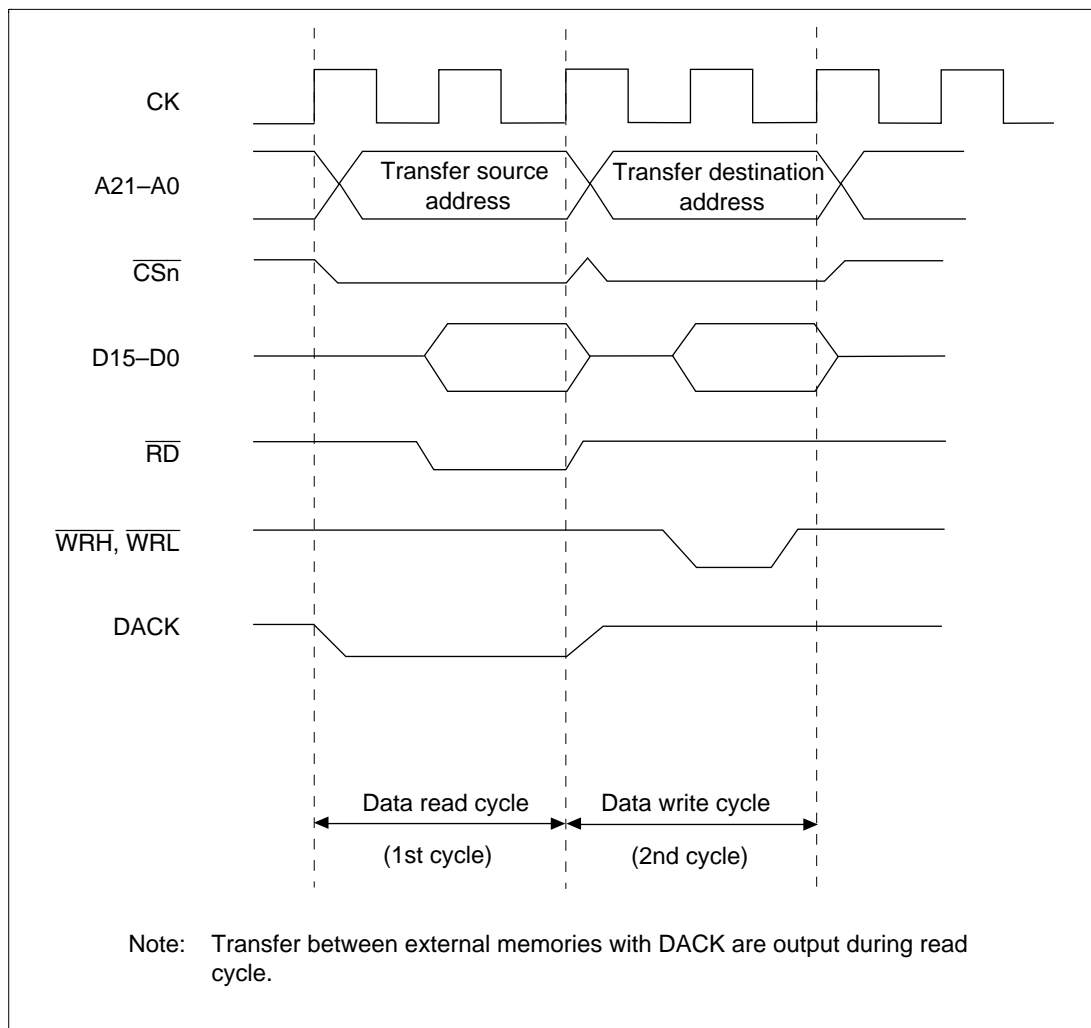 CK
A21–A0
Transfer source
address
Transfer destination
address
CSn
D15–D0
RD
WRH, WRL
DACK
Data read cycle
(1st cycle)
Data write cycle
(2nd cycle)
Note: Transfer between external memories with DACK are output during read
cycle.